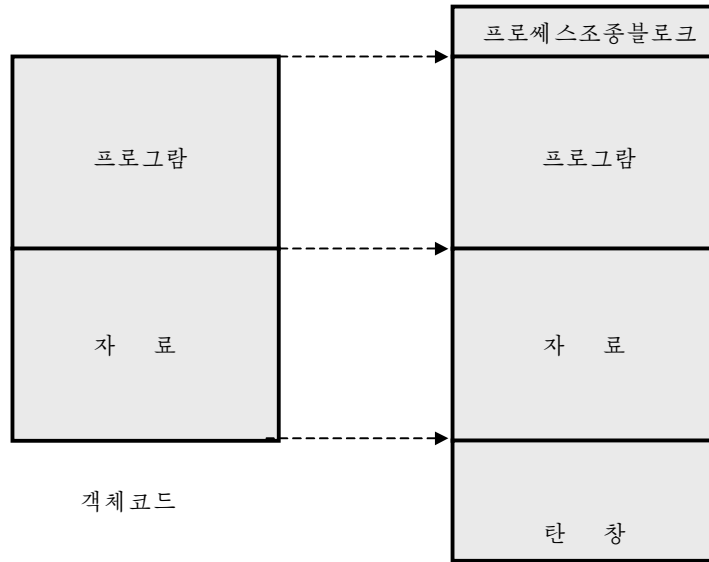 프로쎄스조종블로크
프로그람
프로그람
자 료
자 료
객체코드
탄 창